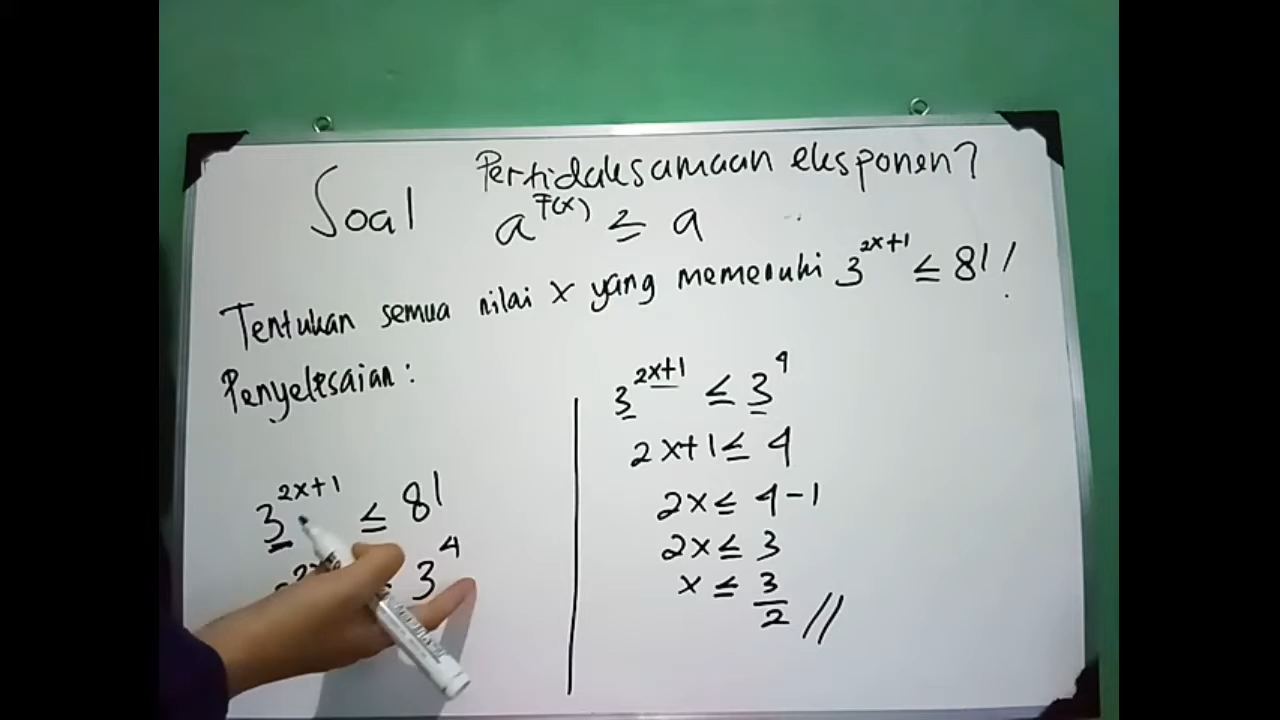 Soal Pertidaksamaan eksponen?
a^F(x) ≤ a
Tentukan semua nilai x yang memenuhi 3^2x+1 ≤ 81!
Penyelesaian:
3^2x+1 ≤ 81
3^4
3^2x+1 ≤ 3^4
2x+1 ≤ 4
2x ≤ 4-1
2x ≤ 3
x ≤ 3/2 //